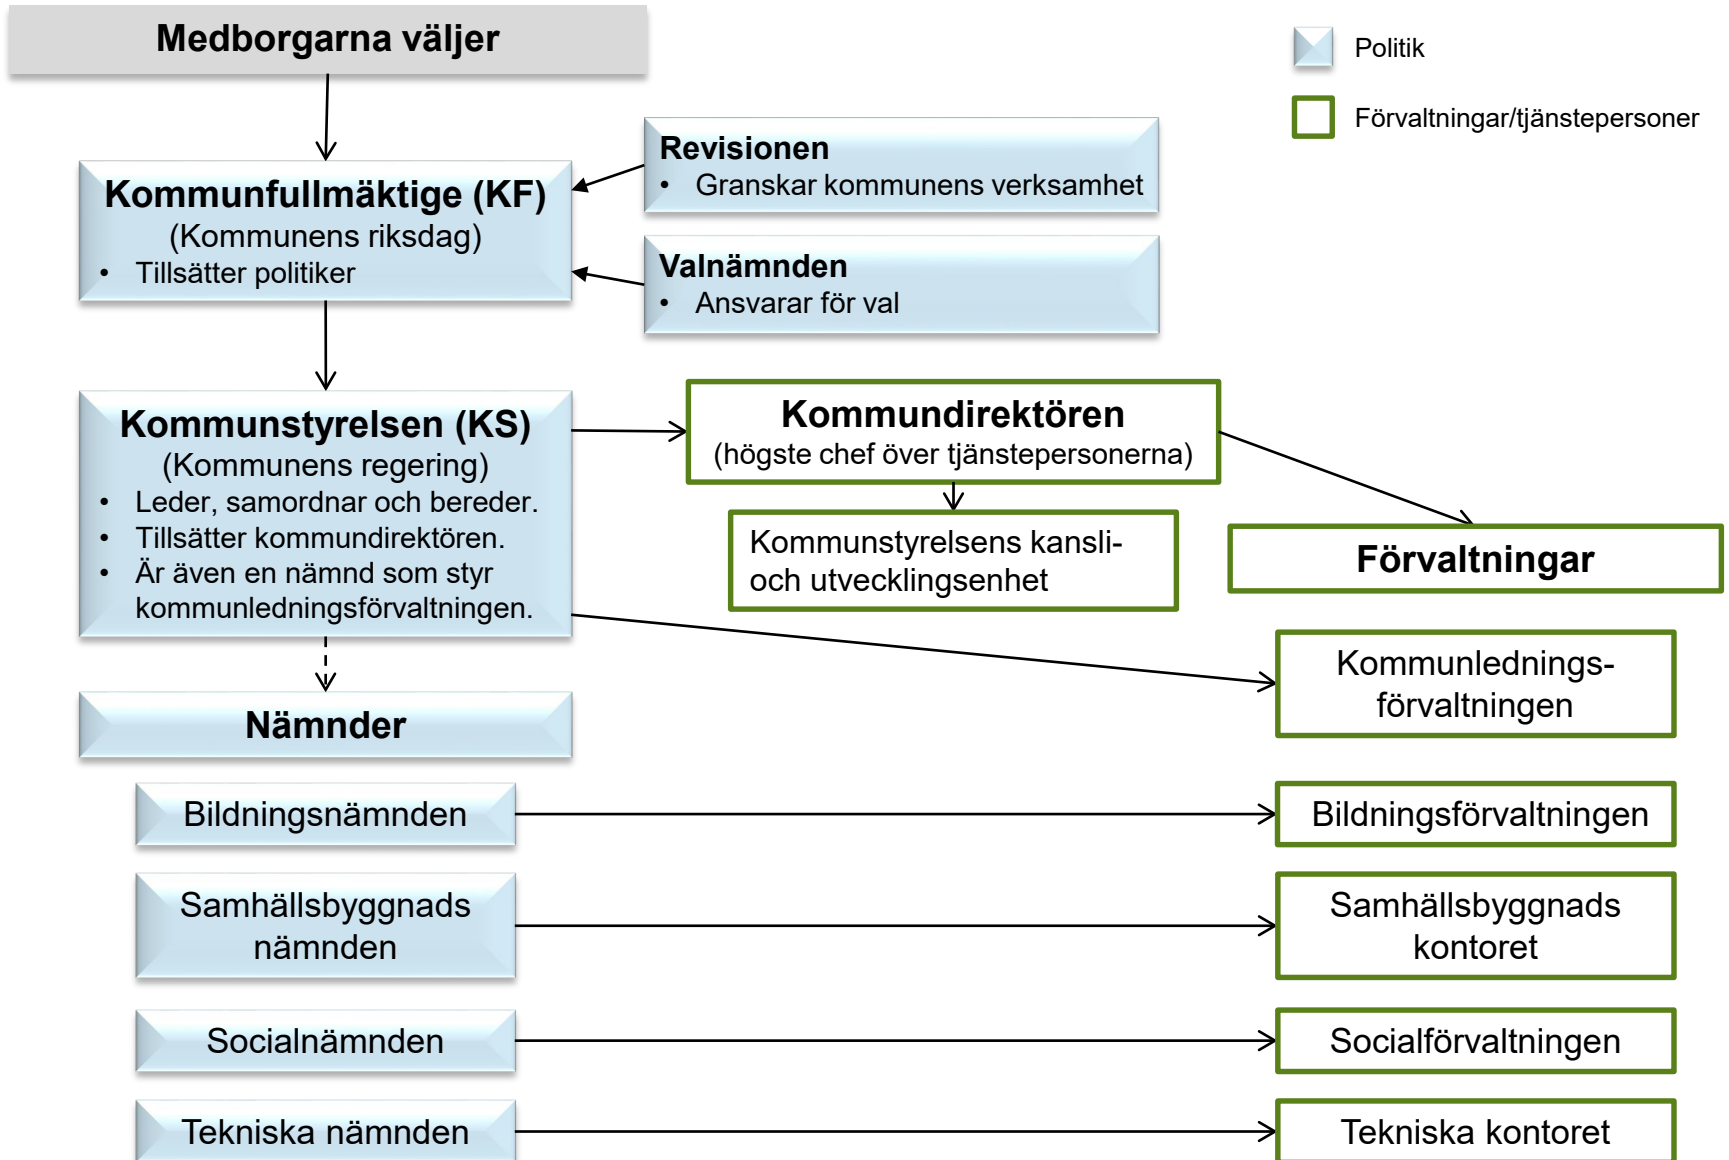 Medborgarna väljer
Politik
Förvaltningar/tjänstepersoner
Kommunfullmäktige (KF)
(Kommunens riksdag)
• Tillsätter politiker
Revisionen
• Granskar kommunens verksamhet
Valnämnden
• Ansvarar för val
Kommunstyrelsen (KS)
(Kommunens regering)
• Leder, samordnar och bereder.
• Tillsätter kommundirektören.
• Är även en nämnd som styr
kommunledningsförvaltningen.
Kommundirektören
(högste chef över tjänstepersonerna)
Kommunstyrelsens kansli-
och utvecklingsenhet
Förvaltningar
Kommunlednings-
förvaltningen
Nämnder
Bildningsnämnden
Bildningsförvaltningen
Samhällsbyggnads
nämnden
Samhällsbyggnads
kontoret
Socialnämnden
Socialförvaltningen
Tekniska nämnden
Tekniska kontoret